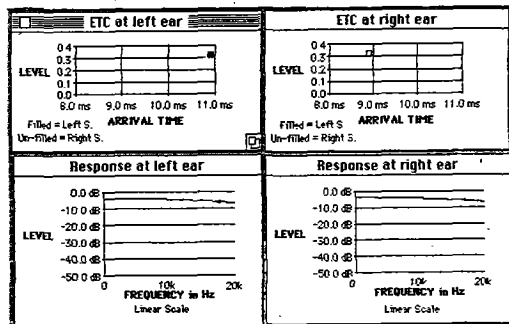 ETC at left ear
0.4
0.3
LEVEL 0.2
0.1
0.0
8.0 ms 9.0 ms 10.0 ms 11.0 ms
ARRIVAL TIME
Filled = Left S.
Un-filled = Right S.
ETC at right ear
0.4
0.3
LEVEL 0.2
0.1
0.0
8.0 ms 9.0 ms 10.0 ms 11.0 ms
ARRIVAL TIME
Filled = Left S
Un-filled = Right S.
Response at left ear
0.0 dB
-10.0 dB
-20.0 dB
LEVEL
-30.0 dB
-40.0 dB
-50.0 dB
0 10k 20k
FREQUENCY in Hz
Linear Scale
Response at right ear
0.0 dB
-10.0 dB
-20.0 dB
LEVEL
-30.0 dB
-40.0 dB
-50.0 dB
0 10k 20k
FREQUENCY in Hz
Linear Scale